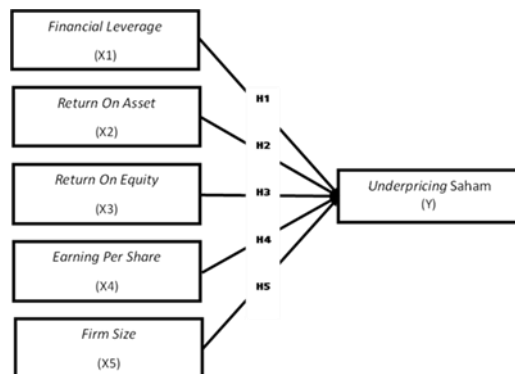 Financial Leverage
(X1)
H1
Return On Asset
(X2)
H2
Return On Equity
(X3)
H3
Underpricing Saham
(Y)
Earning Per Share
(X4)
H4
H5
Firm Size
(X5)